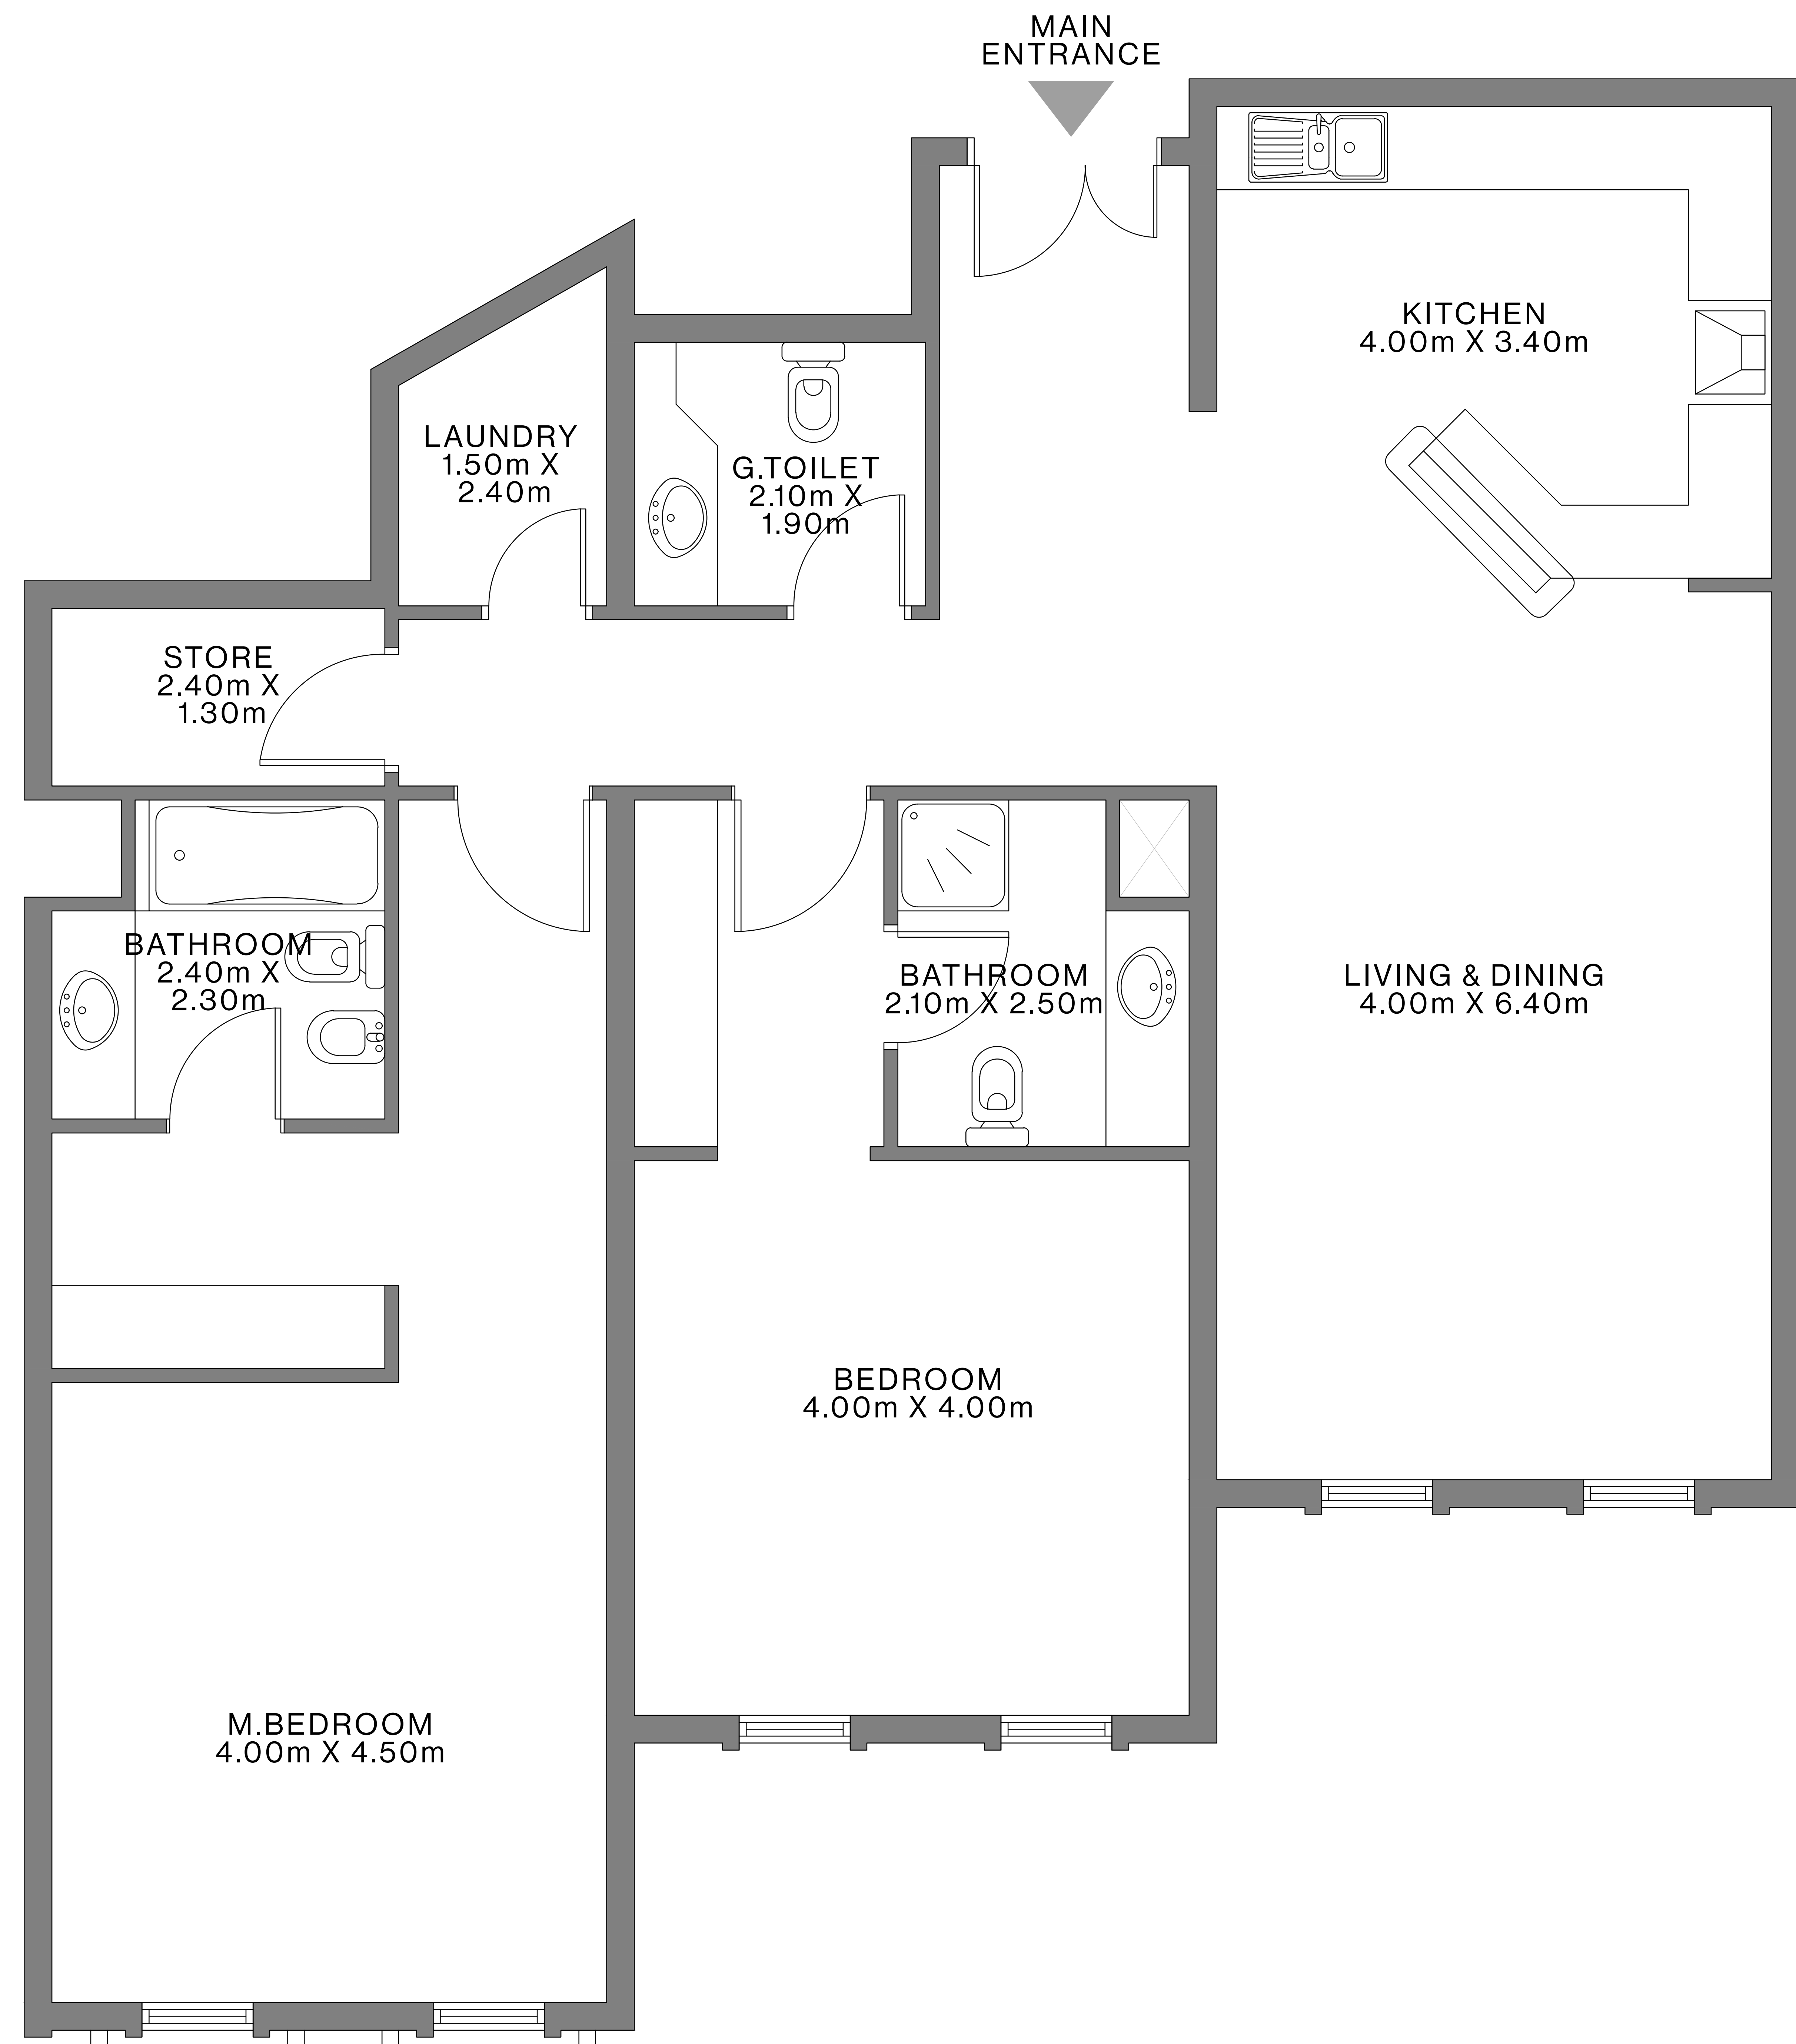 MAIN
ENTRANCE
KITCHEN
4.00m X 3.40m
LAUNDRY
1.50m X
2.40m
G.TOILET
2.10m X
1.90m
STORE
2.40m X
1.30m
BATHROOM
2.40m X
2.30m
BATHROOM
2.10m X 2.50m
LIVING & DINING
4.00m X 6.40m
BEDROOM
4.00m X 4.00m
M.BEDROOM
4.00m X 4.50m